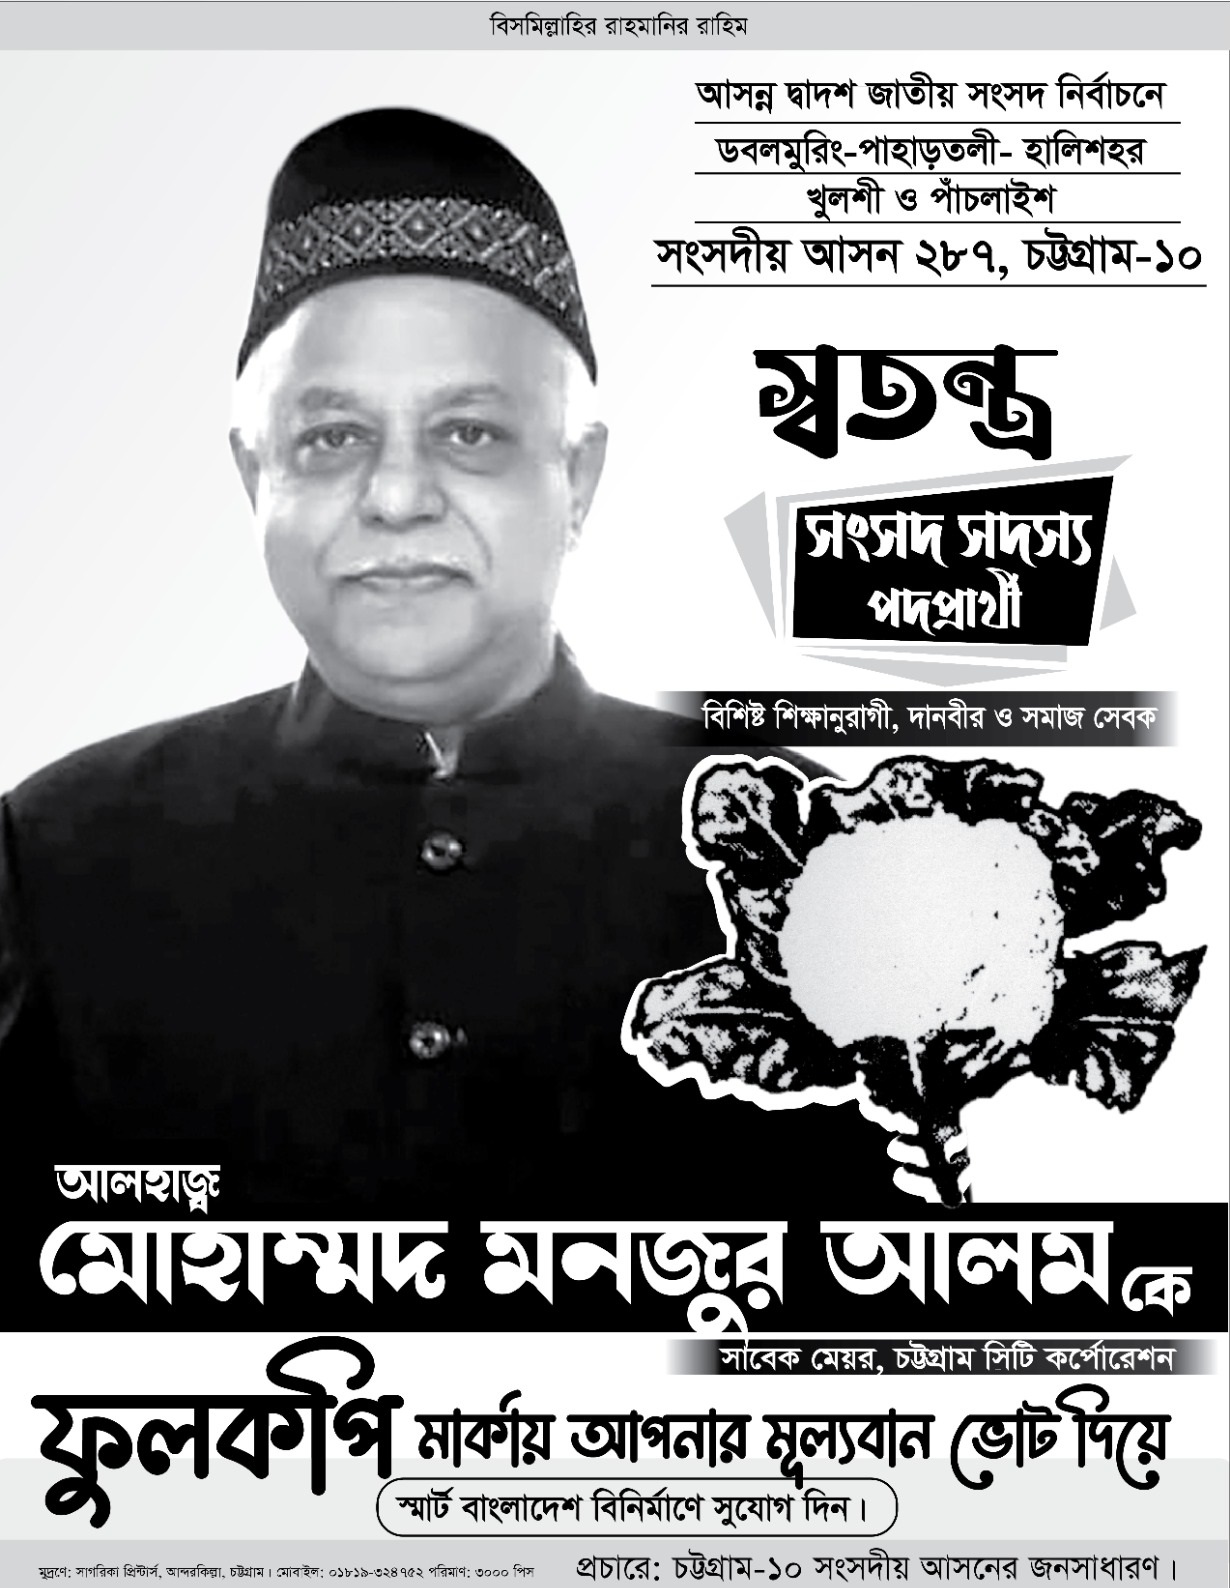 বিসমিল্লাহির রাহমানির রাহিম
আসন্ন দ্বাদশ জাতীয় সংসদ নির্বাচনে
ডবলমুরিং-পাহাড়তলী- হালিশহর
খুলশী ও পাঁচলাইশ
সংসদীয় আসন ২৮৭, চট্টগ্রাম-১০
স্বতন্ত্র
সংসদ সদস্য
পদপ্রার্থী
বিশিষ্ট শিক্ষানুরাগী, দানবীর ও সমাজ সেবক
আলহাজ্ব
মোহাম্মদ মনজুর আলম কে
সাবেক মেয়র, চট্টগ্রাম সিটি কর্পোরেশন
ফুলকপি মার্কায় আপনার মূল্যবান ভোট দিয়ে
স্মার্ট বাংলাদেশ বিনির্মাণে সুযোগ দিন।
মুদ্রণে: সাগরিকা প্রিন্টার্স, আন্দরকিল্লা, চট্টগ্রাম। মোবাইল: ০১৮১৯-৩২৪৭৫২ পরিমাণ: ৩০০০ পিস
প্রচারে: চট্টগ্রাম-১০ সংসদীয় আসনের জনসাধারণ।